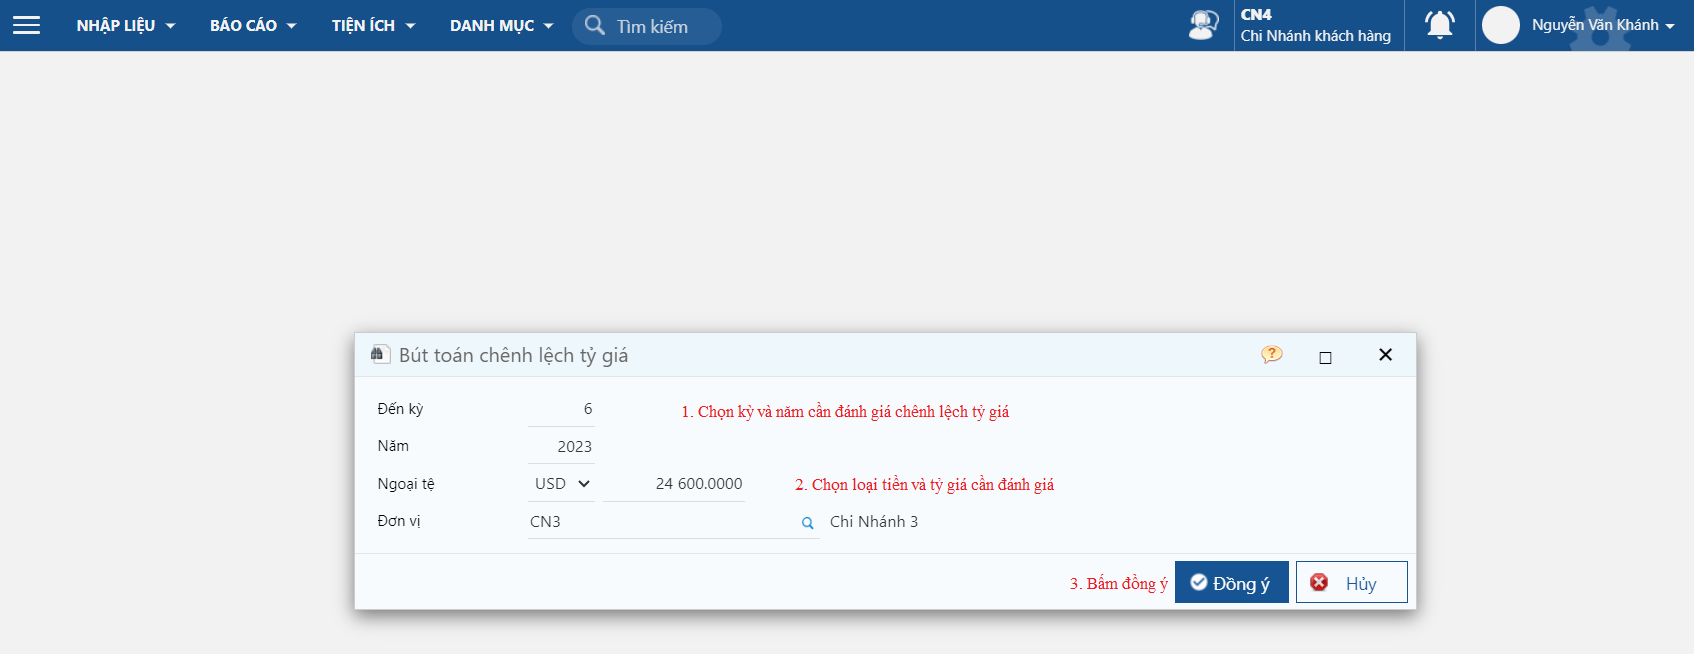 NHẬP LIỆU BÁO CÁO TIỆN ÍCH DANH MỤC Tìm kiếm CN4 Nguyễn Văn Khánh
Chi Nhánh khách hàng
Bút toán chênh lệch tỷ giá ?
Đến kỳ 6 1. Chọn kỳ và năm cần đánh giá chênh lệch tỷ giá
Năm 2023
Ngoại tệ USD 24 600.0000 2. Chọn loại tiền và tỷ giá cần đánh giá
Đơn vị CN3 Chi Nhánh 3
3. Bấm đồng ý Đồng ý Hủy